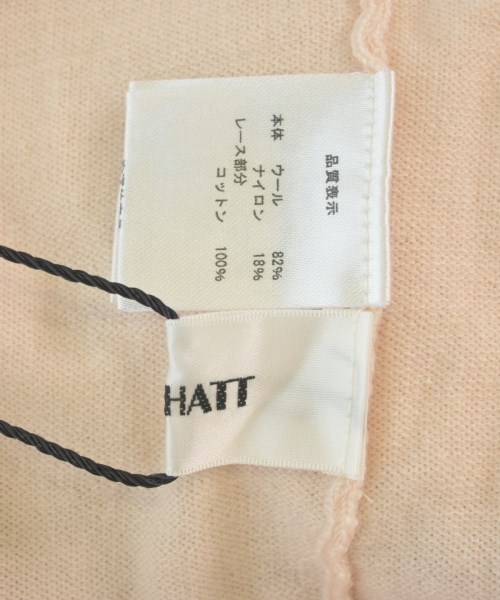 品質表示
本体 ウール 82%
ナイロン 18%
レース部分
コットン 100%
HATT